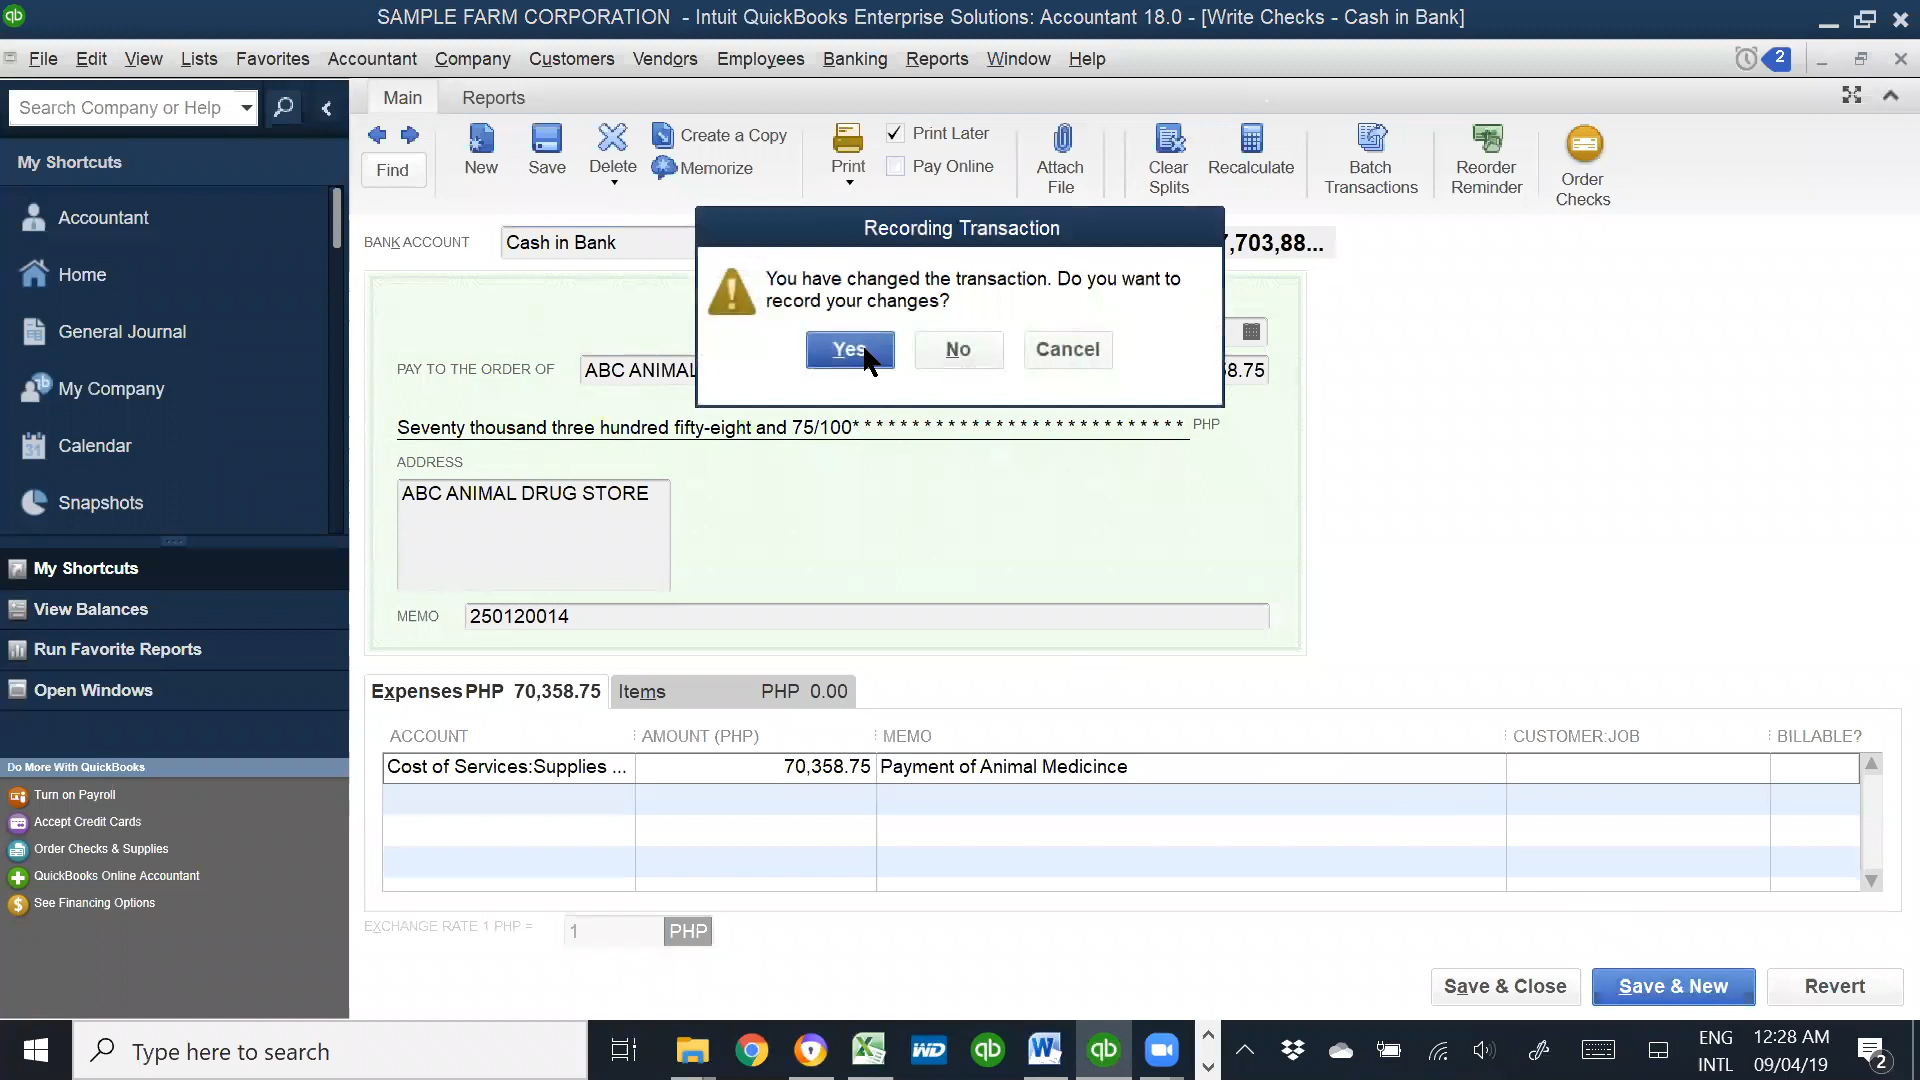 SAMPLE FARM CORPORATION - Intuit QuickBooks Enterprise Solutions: Accountant 18.0 - [Write Checks - Cash in Bank]
File Edit View Lists Favorites Accountant Company Customers Vendors Employees Banking Reports Window Help 2
Search Company or Help
Main Reports
Find New Save Delete Create a Copy Memorize Print Print Later Pay Online Attach File Clear Splits Recalculate Batch Transactions Reorder Reminder Order Checks
My Shortcuts
Accountant
Home
General Journal
My Company
Calendar
Snapshots
My Shortcuts
View Balances
Run Favorite Reports
Open Windows
Do More With QuickBooks
Turn on Payroll
Accept Credit Cards
Order Checks & Supplies
QuickBooks Online Accountant
See Financing Options
BANK ACCOUNT Cash in Bank ,703,88...
Recording Transaction
You have changed the transaction. Do you want to
record your changes?
Yes No Cancel
PAY TO THE ORDER OF ABC ANIMAL 8.75
Seventy thousand three hundred fifty-eight and 75/100* * * * * * * * * * * * * * * * * * * * * * * * * * * * PHP
ADDRESS
ABC ANIMAL DRUG STORE
MEMO 250120014
Expenses PHP 70,358.75 Items PHP 0.00
ACCOUNT AMOUNT (PHP) MEMO CUSTOMER:JOB BILLABLE?
Cost of Services:Supplies ... 70,358.75 Payment of Animal Medicince
EXCHANGE RATE 1 PHP = 1 PHP
Save & Close Save & New Revert
Type here to search
ENG 12:28 AM
INTL 09/04/19 2